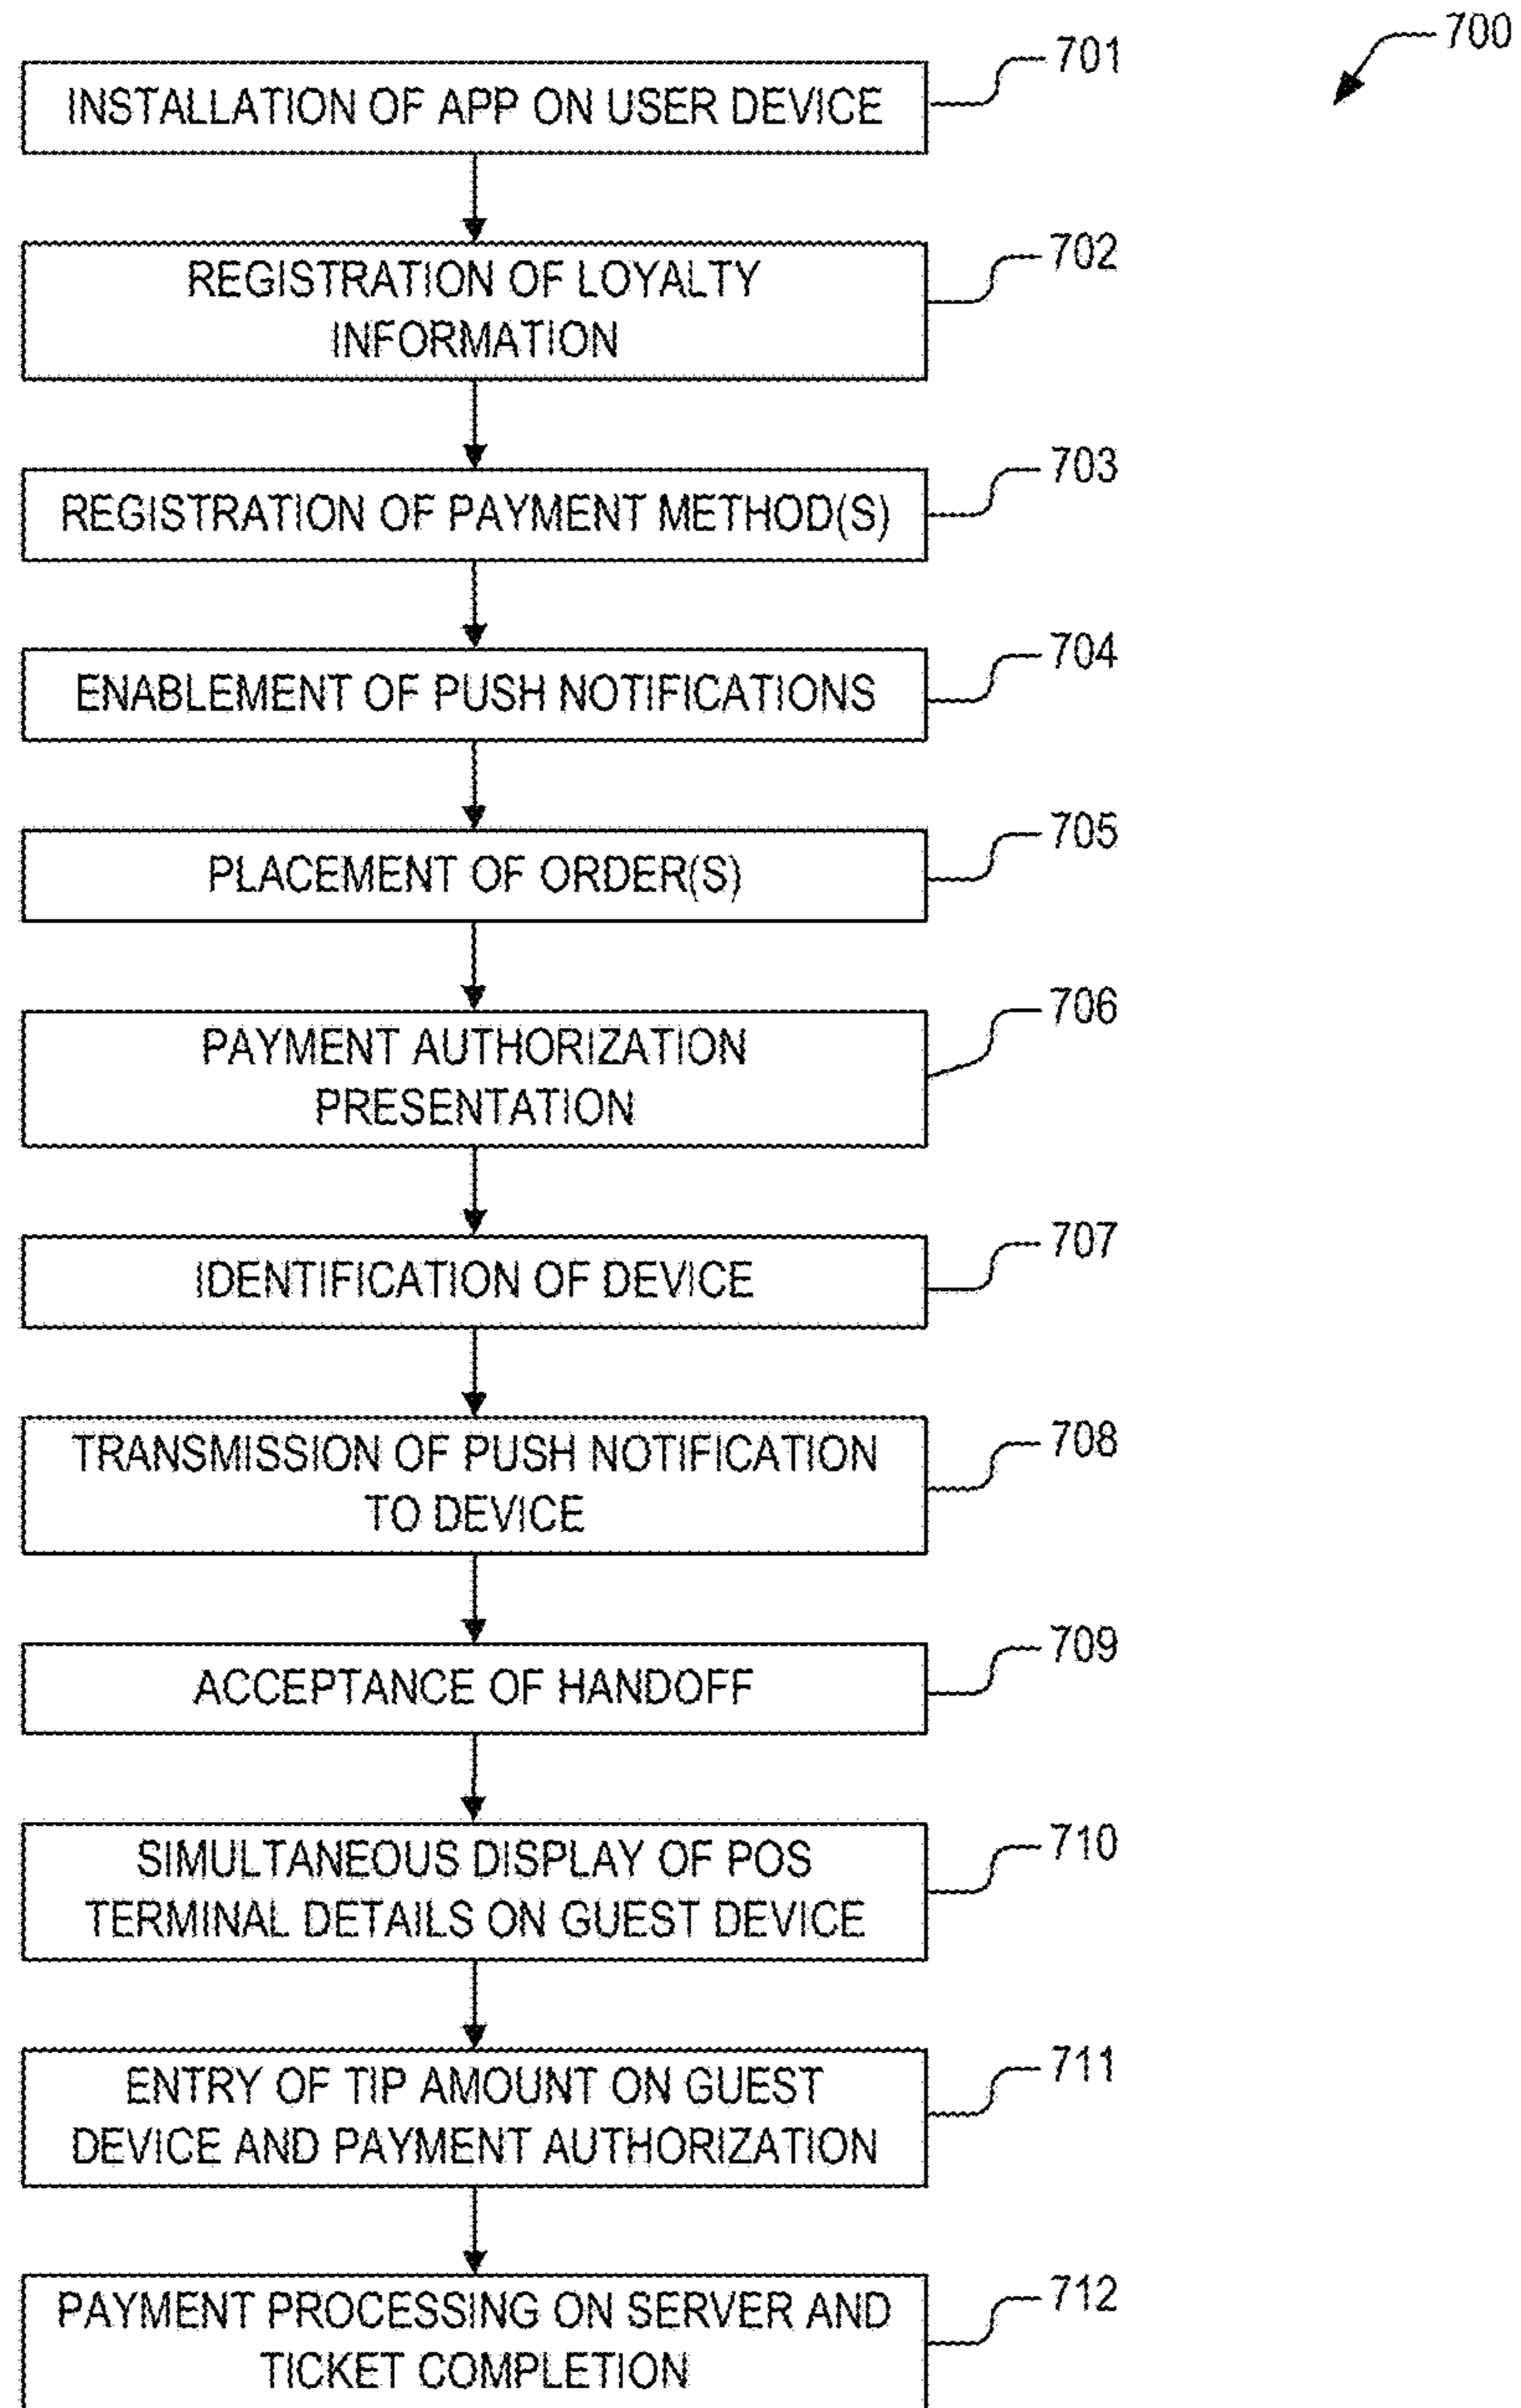 700
INSTALLATION OF APP ON USER DEVICE
701
REGISTRATION OF LOYALTY
INFORMATION
702
REGISTRATION OF PAYMENT METHOD(S)
703
ENABLEMENT OF PUSH NOTIFICATIONS
704
PLACEMENT OF ORDER(S)
705
PAYMENT AUTHORIZATION
PRESENTATION
706
IDENTIFICATION OF DEVICE
707
TRANSMISSION OF PUSH NOTIFICATION
TO DEVICE
708
ACCEPTANCE OF HANDOFF
709
SIMULTANEOUS DISPLAY OF POS
TERMINAL DETAILS ON GUEST DEVICE
710
ENTRY OF TIP AMOUNT ON GUEST
DEVICE AND PAYMENT AUTHORIZATION
711
PAYMENT PROCESSING ON SERVER AND
TICKET COMPLETION
712